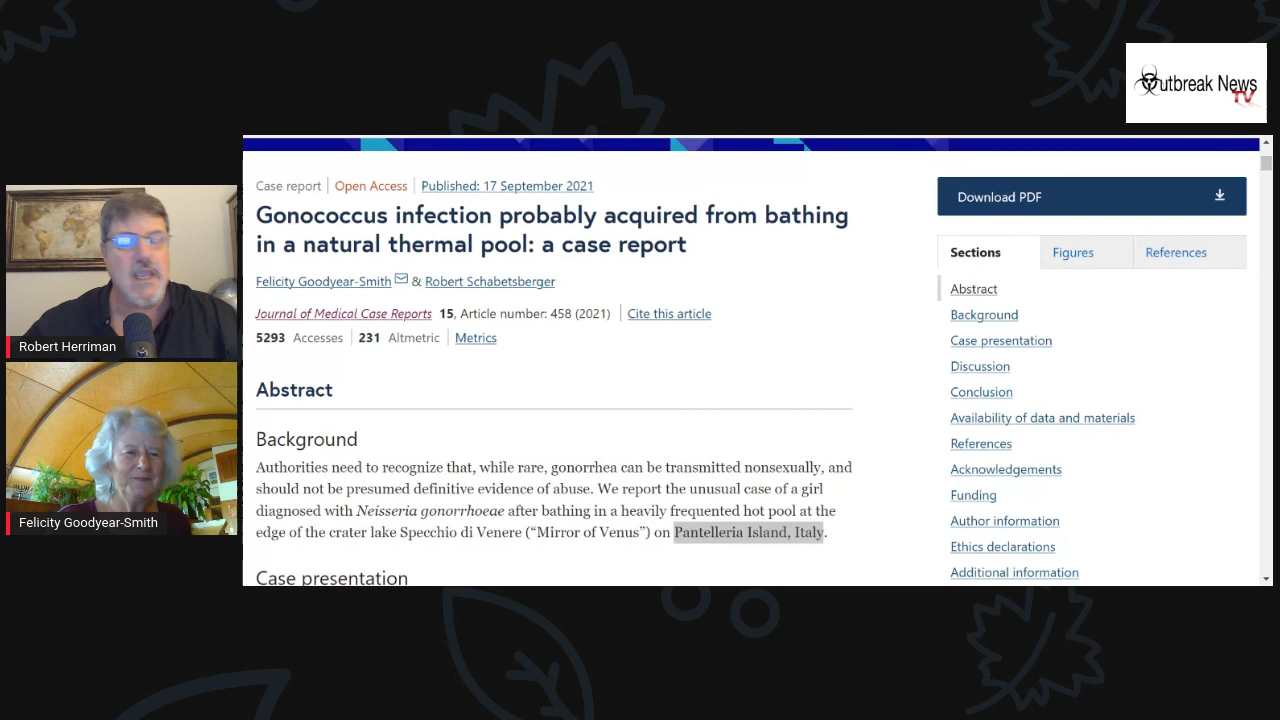 Outbreak News
TV
Case report
Open Access
Published: 17 September 2021
Gonococcus infection probably acquired from bathing
in a natural thermal pool: a case report
Felicity Goodyear-Smith & Robert Schabetsberger
Journal of Medical Case Reports 15, Article number: 458 (2021)
Cite this article
5293 Accesses
231 Altmetric
Metrics
Abstract
Background
Authorities need to recognize that, while rare, gonorrhea can be transmitted nonsexually, and
should not be presumed definitive evidence of abuse. We report the unusual case of a girl
diagnosed with Neisseria gonorrhoeae after bathing in a heavily frequented hot pool at the
edge of the crater lake Specchio di Venere (“Mirror of Venus”) on Pantelleria Island, Italy.
Case presentation
Download PDF
Sections
Figures
References
Abstract
Background
Case presentation
Discussion
Conclusion
Availability of data and materials
References
Acknowledgements
Funding
Author information
Ethics declarations
Additional information
Robert Herriman
Felicity Goodyear-Smith